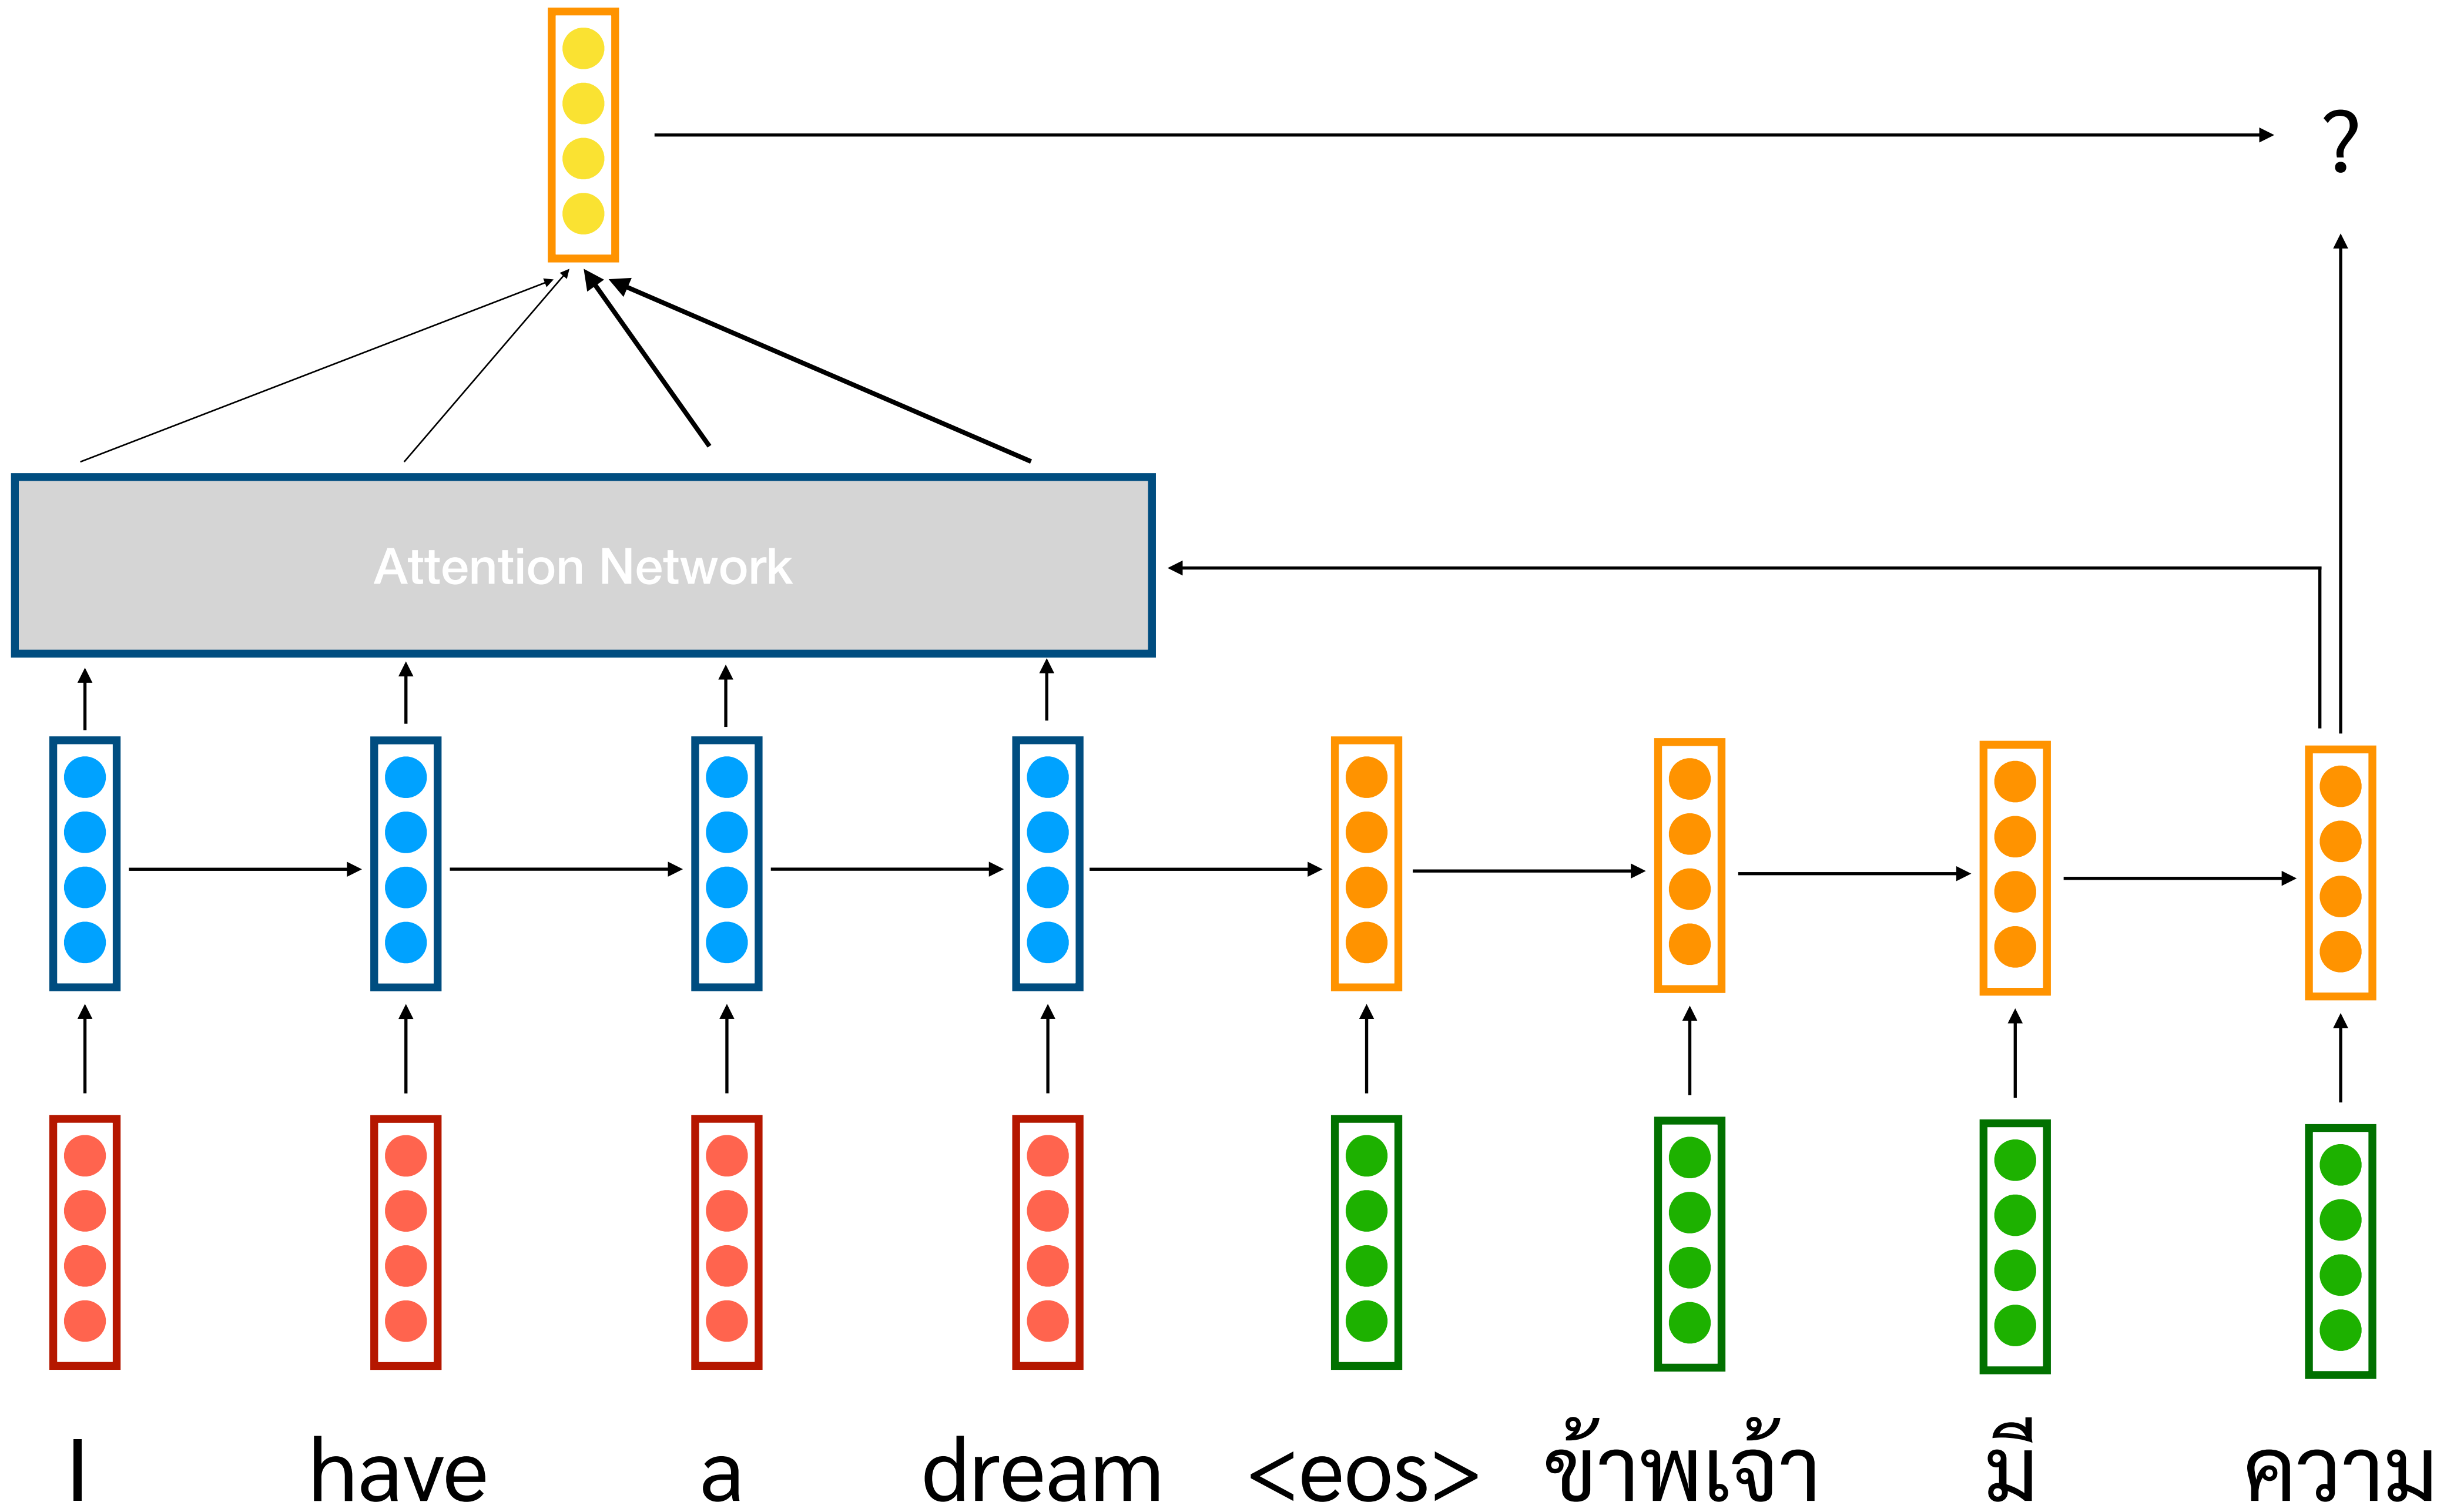 ?
Attention Network
I have a dream <eos> ข้าพเจ้า มี ความ